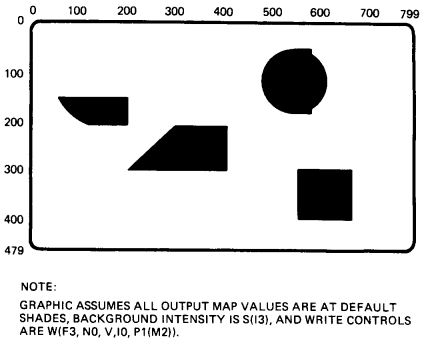 0 100 200 300 400 500 600 700 799
0
100
200
300
400
479
NOTE:
GRAPHIC ASSUMES ALL OUTPUT MAP VALUES ARE AT DEFAULT
SHADES, BACKGROUND INTENSITY IS S(I3), AND WRITE CONTROLS
ARE W(F3, N0, V,I0, P1(M2)).